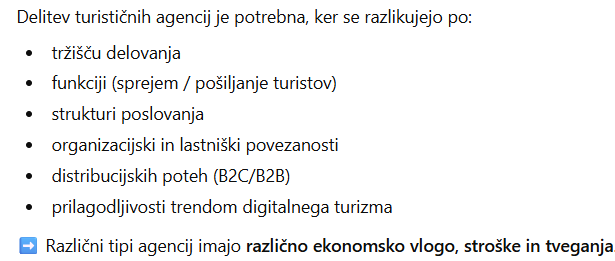 Delitev turističnih agencij je potrebna, ker se razlikujejo po:
• tržišču delovanja
• funkciji (sprejem / pošiljanje turistov)
• strukturi poslovanja
• organizacijski in lastniški povezanosti
• distribucijskih poteh (B2C/B2B)
• prilagodljivosti trendom digitalnega turizma
➡️ Različni tipi agencij imajo različno ekonomsko vlogo, stroške in tveganja